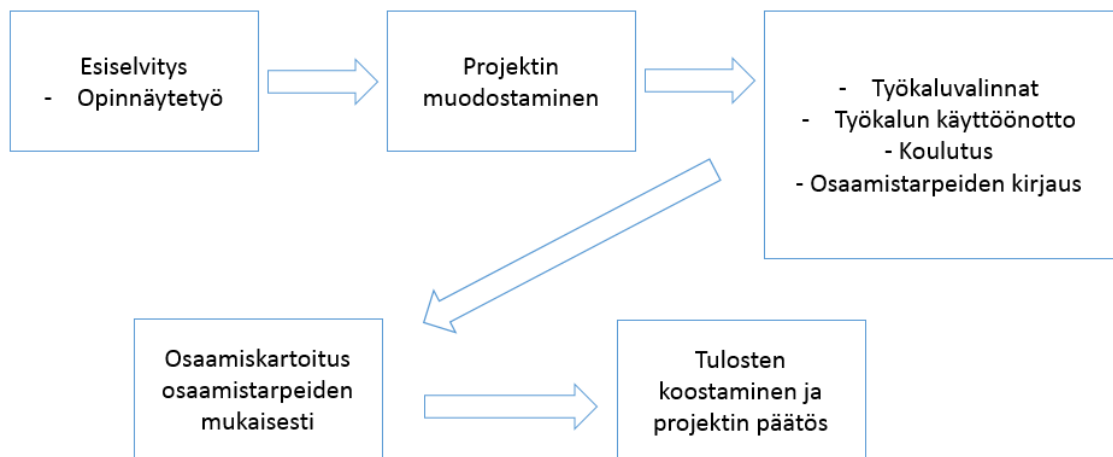 Esiselvitys
- Opinnäytetyö
Projektin
muodostaminen
- Työkaluvalinnat
- Työkalun käyttöönotto
- Koulutus
- Osaamistarpeiden kirjaus
Osaamiskartoitus
osaamistarpeiden
mukaisesti
Tulosten
koostaminen ja
projektin päätös